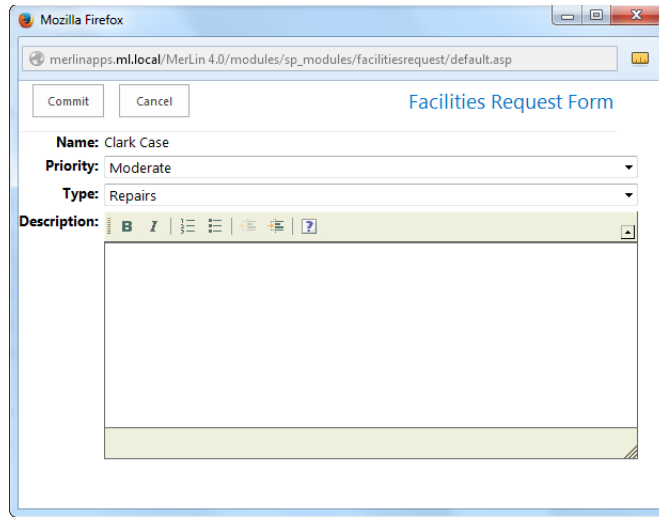 Mozilla Firefox
merlinapps.ml.local/MerLin 4.0/modules/sp_modules/facilitiesrequest/default.asp
Commit Cancel Facilities Request Form
Name: Clark Case
Priority: Moderate
Type: Repairs
Description: B I ?